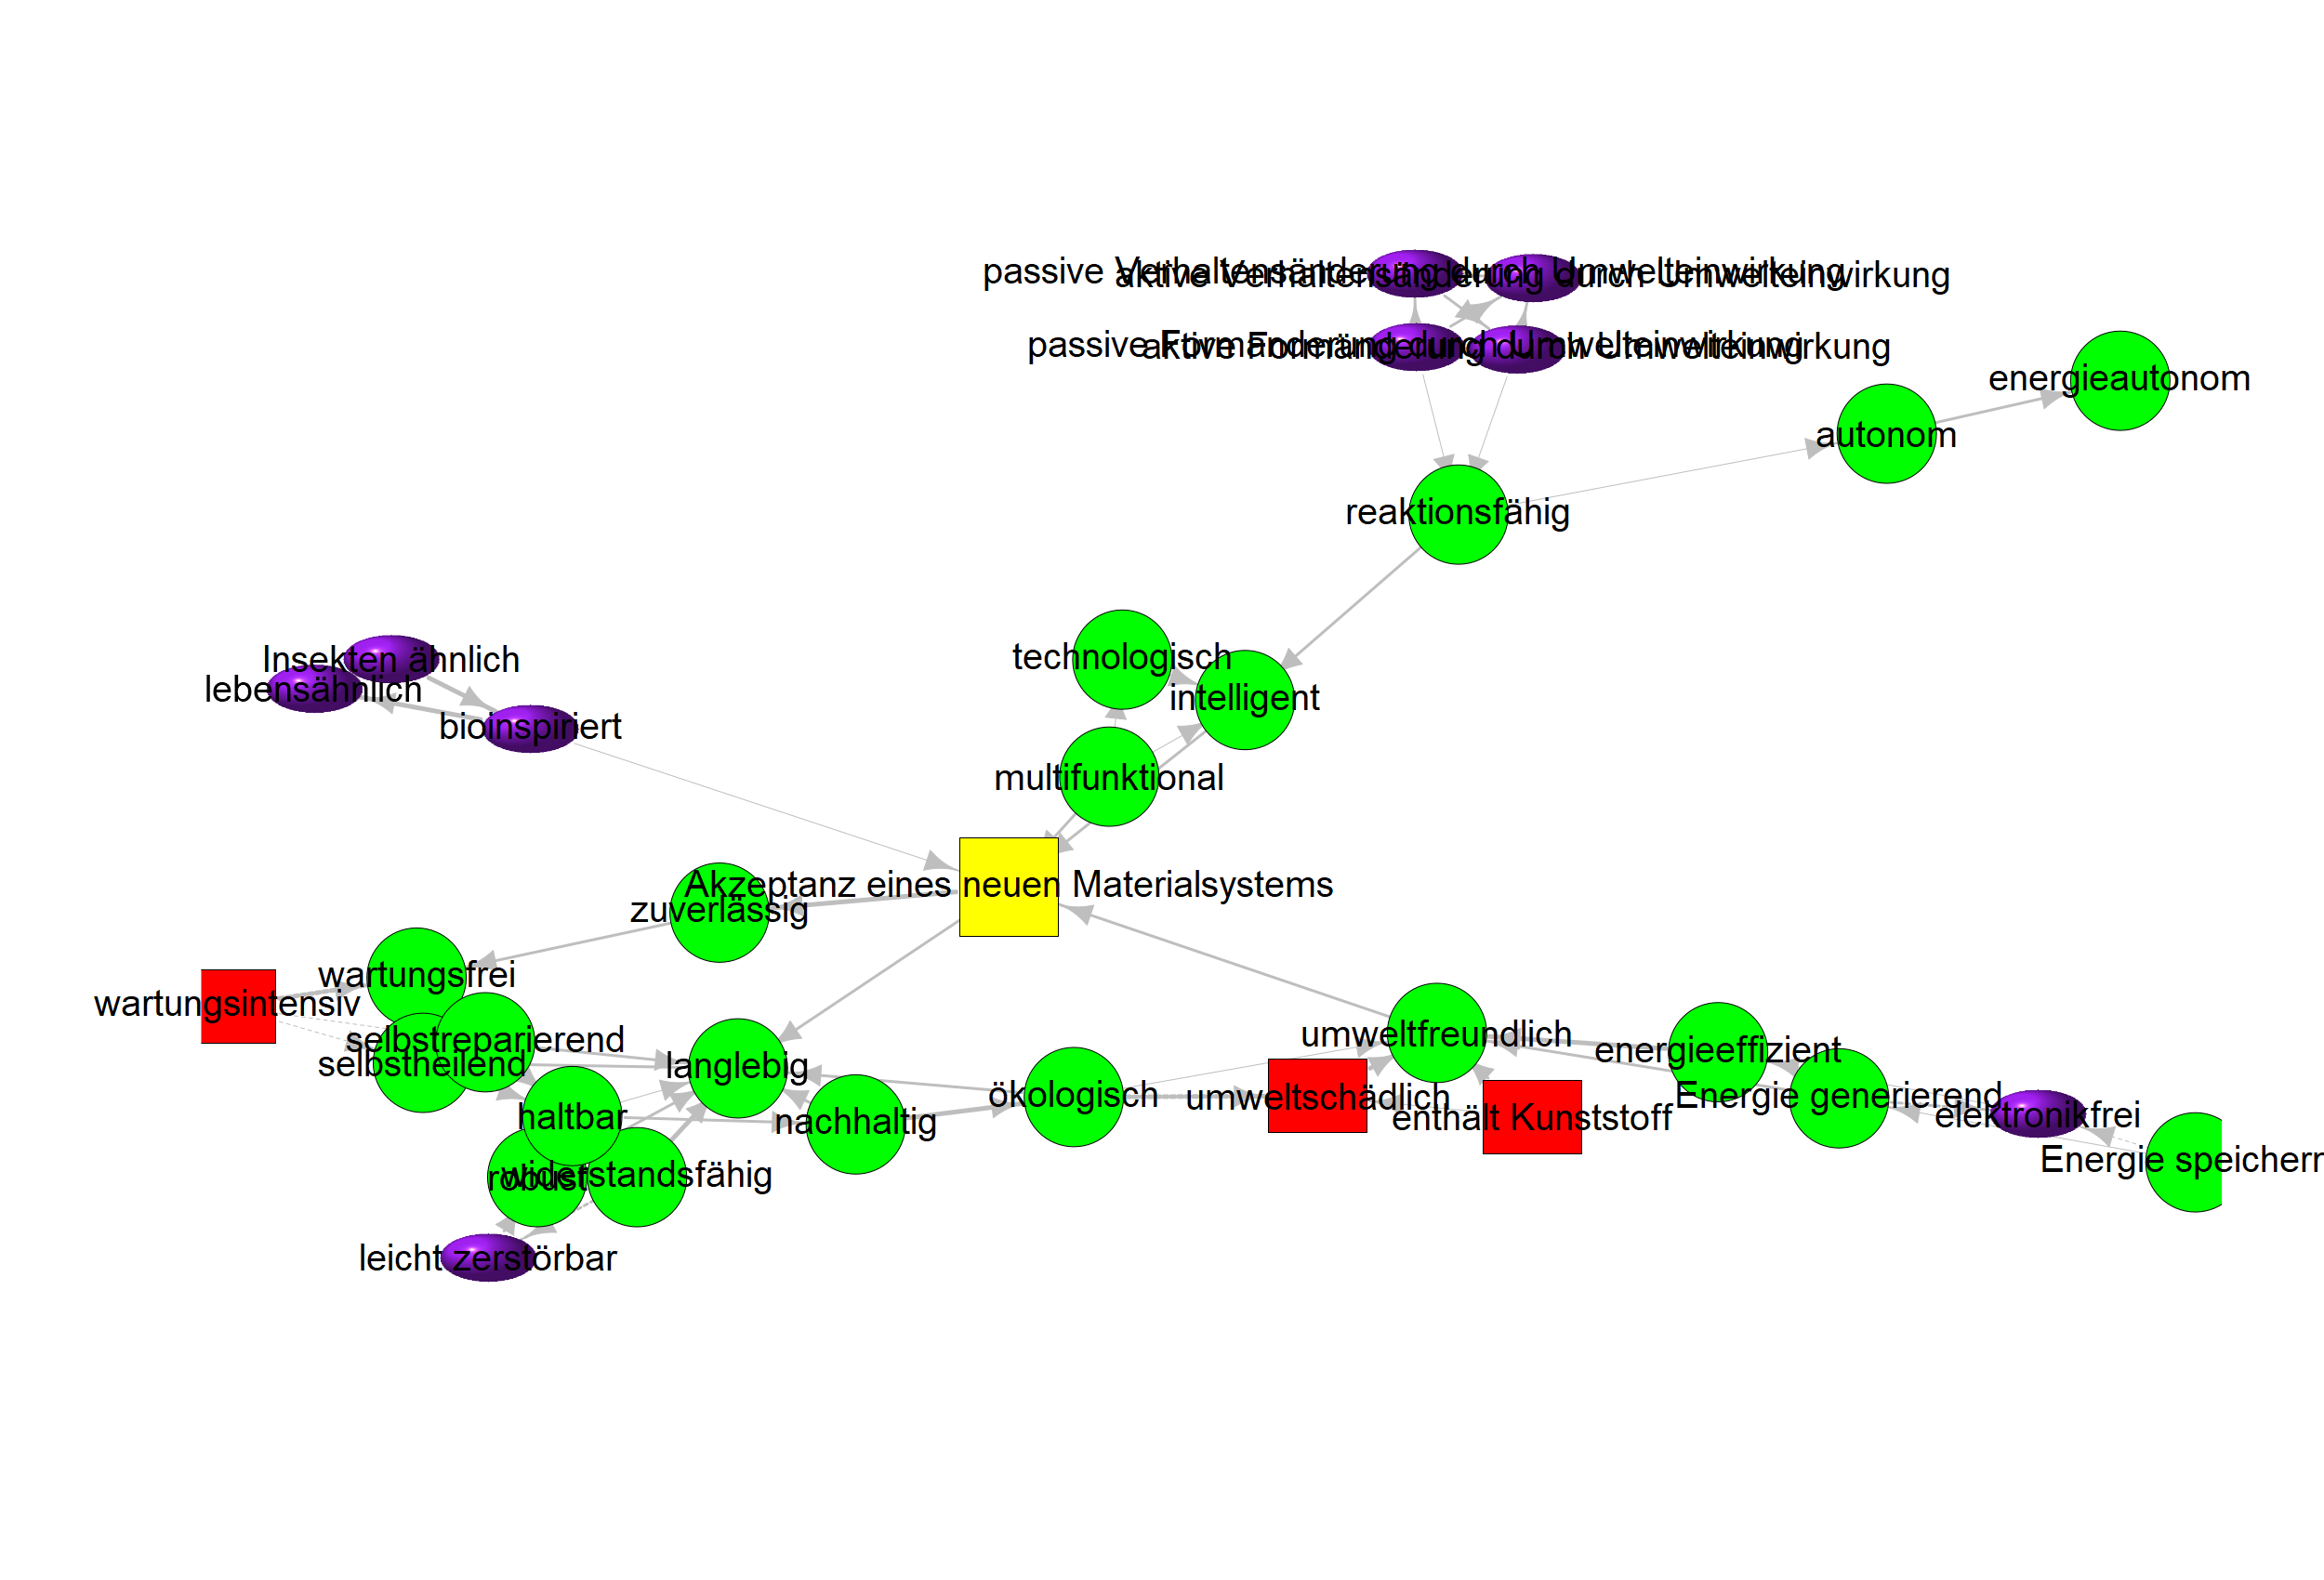 passive Verhaltensänderung durch Umwelteinwirkung
aktive Verhaltensänderung durch Umwelteinwirkung
passive Formänderung durch Umwelteinwirkung
aktive Formänderung durch Umwelteinwirkung
energieautonom
autonom
reaktionsfähig
technologisch
Insekten ähnlich
lebensähnlich
intelligent
bioinspiriert
multifunktional
Akzeptanz eines neuen Materialsystems
zuverlässig
wartungsfrei
wartungsintensiv
umweltfreundlich
selbstreparierend
energieeffizient
selbstheilend
langlebig
ökologisch
umweltschädlich
Energie generierend
haltbar
nachhaltig
enthält Kunststoff
elektronikfrei
Energie speichern
widerstandsfähig
robust
leicht zerstörbar